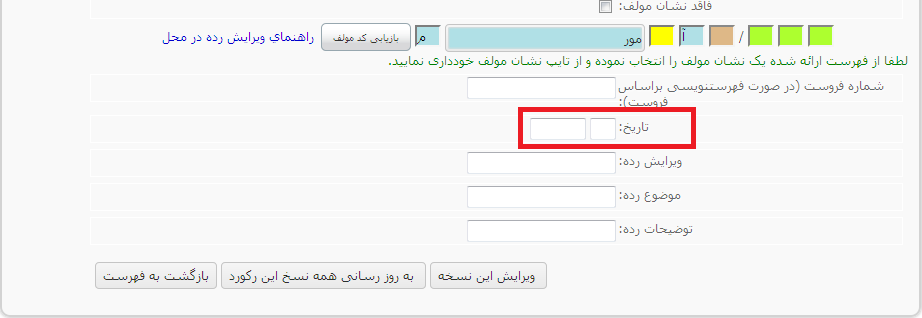 فاقد نشان مولف:
/ آ مور م بازیابی کد مولف راهنمای ویرایش رده در محل
لطفا از فهرست ارائه شده یک نشان مولف را انتخاب نموده و از تایپ نشان مولف خودداری نمایید.
شماره فروست (در صورت فهرستنویسی براساس
فروست):
تاریخ:
ویرایش رده:
موضوع رده:
توضیحات رده:
ویرایش این نسخه به روز رسانی همه نسخ این رکورد بازگشت به فهرست